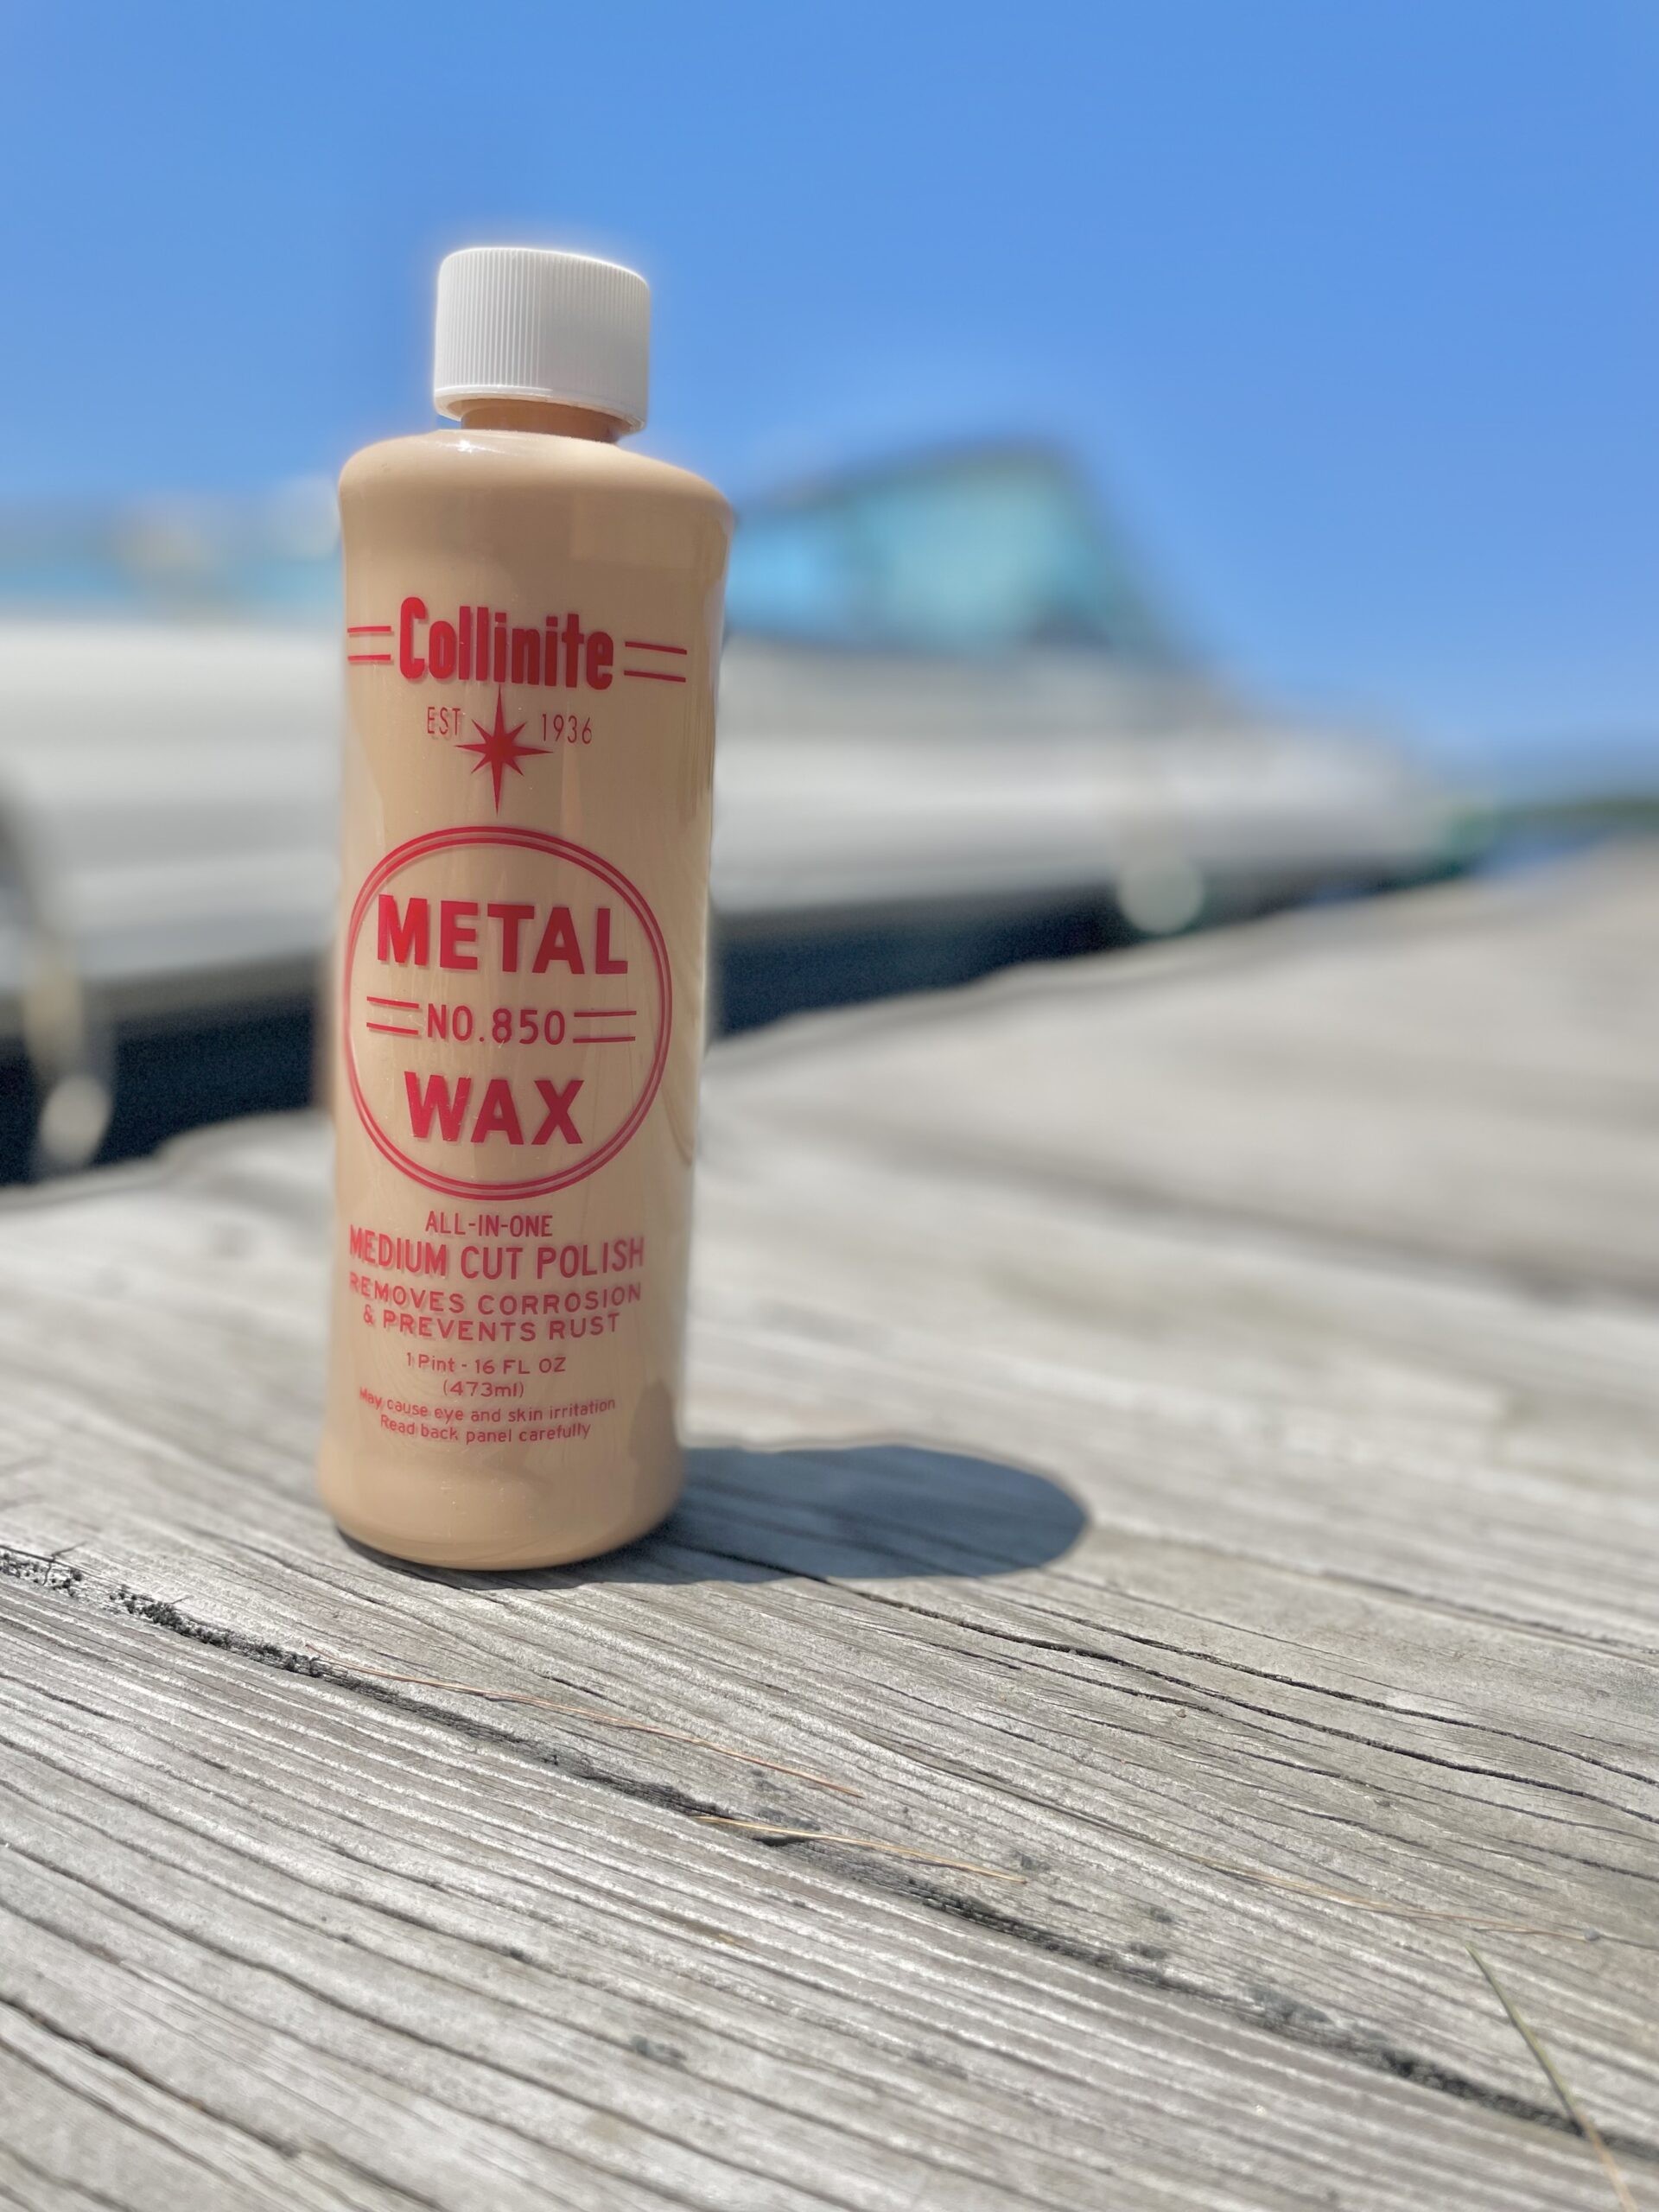 Collinite
EST 1936
METAL
NO.850
WAX
ALL-IN-ONE
MEDIUM CUT POLISH
REMOVES CORROSION
& PREVENTS RUST
1 Pint - 16 FL OZ
(473ml)
May cause eye and skin irritation
Read back panel carefully